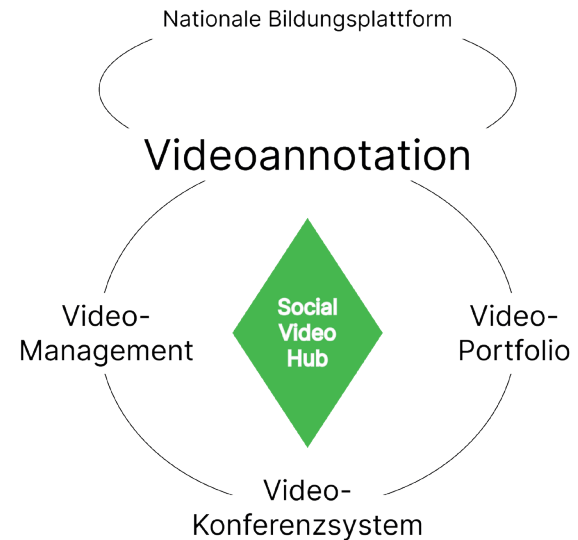 Nationale Bildungsplattform
Videoannotation
Social
Video
Hub
Video-
Management
Video-
Portfolio
Video-
Konferenzsystem